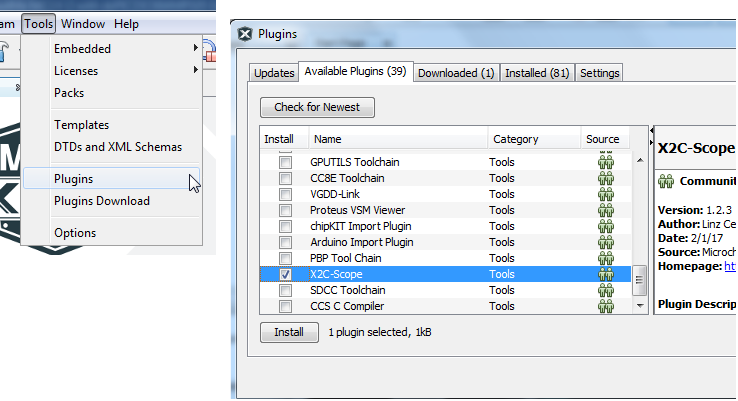 am Tools Window Help
Embedded
Licenses
Packs
Templates
DTDs and XML Schemas
Plugins
Plugins Download
Options
Plugins
Updates Available Plugins (39) Downloaded (1) Installed (81) Settings
Check for Newest
Install Name Category Source
GPUTILS Toolchain Tools
CC8E Toolchain Tools
VGDD-Link Tools
Proteus VSM Viewer Tools
chipKIT Import Plugin Tools
Arduino Import Plugin Tools
PBP Tool Chain Tools
X2C-Scope Tools
SDCC Toolchain Tools
CCS C Compiler Tools
Install 1 plugin selected, 1kB
X2C-Scope
Communit
Version: 1.2.3
Author: Linz Ce
Date: 2/1/17
Source: Microch
Homepage: ht
Plugin Descrip